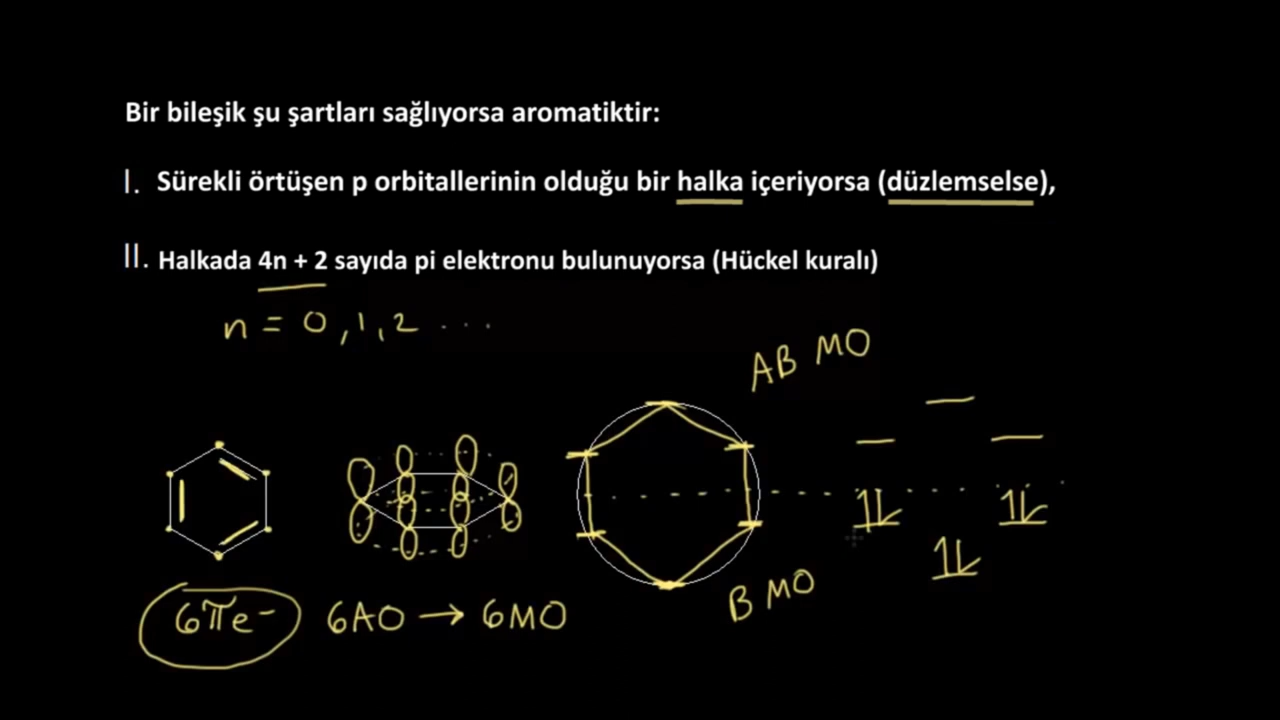 Bir bileşik şu şartları sağlıyorsa aromatiktir:
I. Sürekli örtüşen p orbitallerinin olduğu bir halka içeriyorsa (düzlemselse),
II. Halkada 4n + 2 sayıda pi elektronu bulunuyorsa (Hückel kuralı)
n = 0, 1, 2 ...
AB MO
B MO
6πe⁻ 6AO → 6MO